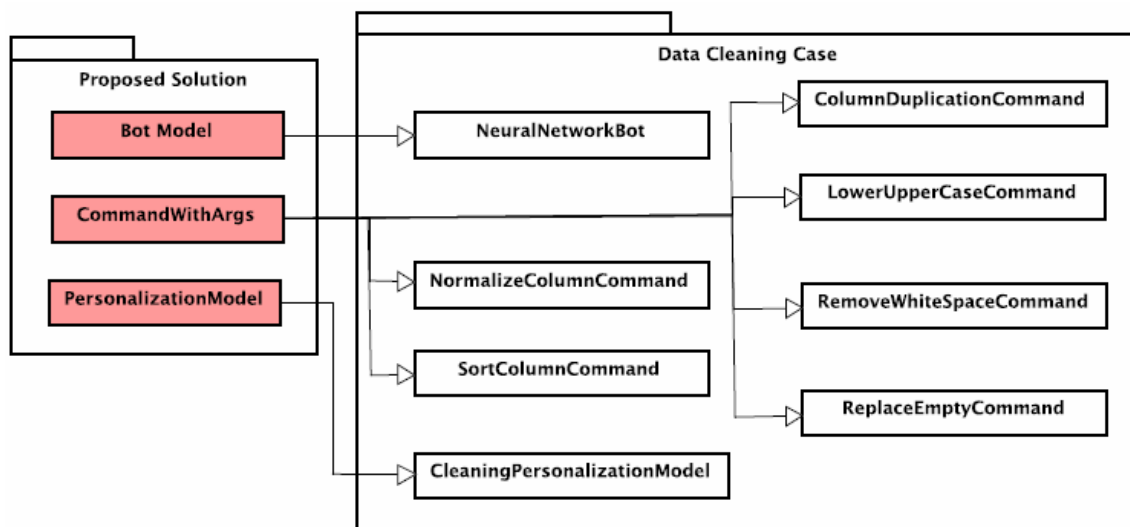 Proposed Solution
Bot Model
CommandWithArgs
PersonalizationModel
Data Cleaning Case
NeuralNetworkBot
NormalizeColumnCommand
SortColumnCommand
CleaningPersonalizationModel
ColumnDuplicationCommand
LowerUpperCaseCommand
RemoveWhiteSpaceCommand
ReplaceEmptyCommand